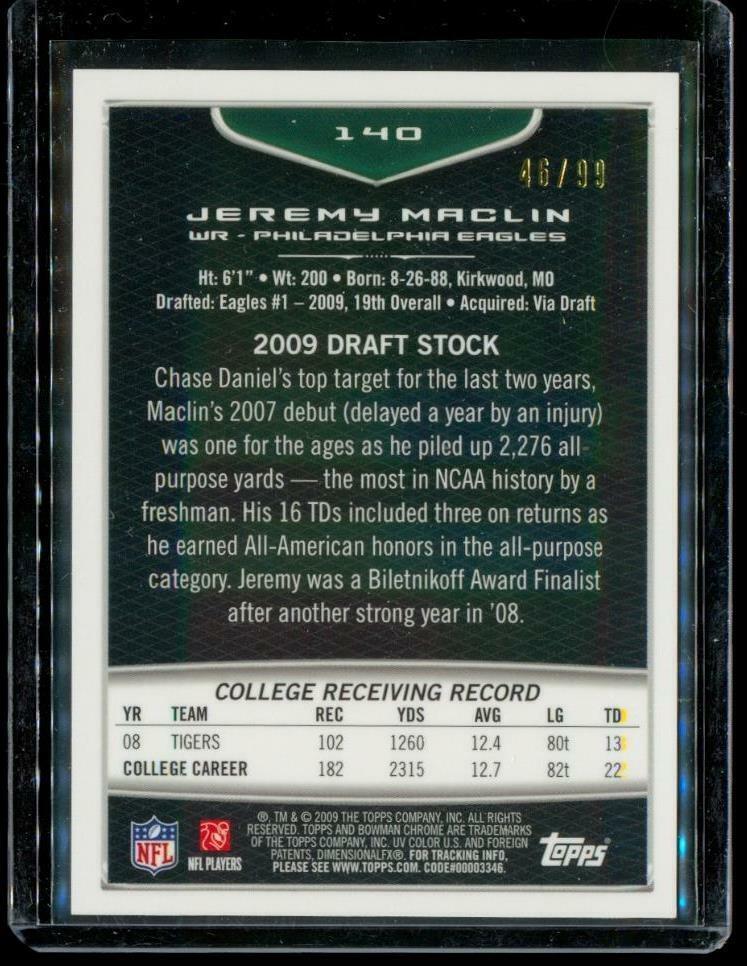 140
46/99
JEREMY MACLIN
WR - PHILADELPHIA EAGLES
Ht: 6'1" • Wt: 200 • Born: 8-26-88, Kirkwood, MO
Drafted: Eagles #1 – 2009, 19th Overall • Acquired: Via Draft
2009 DRAFT STOCK
Chase Daniel's top target for the last two years,
Maclin's 2007 debut (delayed a year by an injury)
was one for the ages as he piled up 2,276 all-
purpose yards — the most in NCAA history by a
freshman. His 16 TDs included three on returns as
he earned All-American honors in the all-purpose
category. Jeremy was a Biletnikoff Award Finalist
after another strong year in '08.
COLLEGE RECEIVING RECORD
YR TEAM REC YDS AVG LG TD
08 TIGERS 102 1260 12.4 80t 13
COLLEGE CAREER 182 2315 12.7 82t 22
®, TM & © 2009 THE TOPPS COMPANY, INC. ALL RIGHTS
RESERVED. TOPPS AND BOWMAN CHROME ARE TRADEMARKS
OF THE TOPPS COMPANY, INC. UV COLOR U.S. AND FOREIGN
PATENTS, DIMENSIONALFX®. FOR TRACKING INFO,
PLEASE SEE WWW.TOPPS.COM. CODE#00003346.
NFL
NFL PLAYERS
TOPPS®